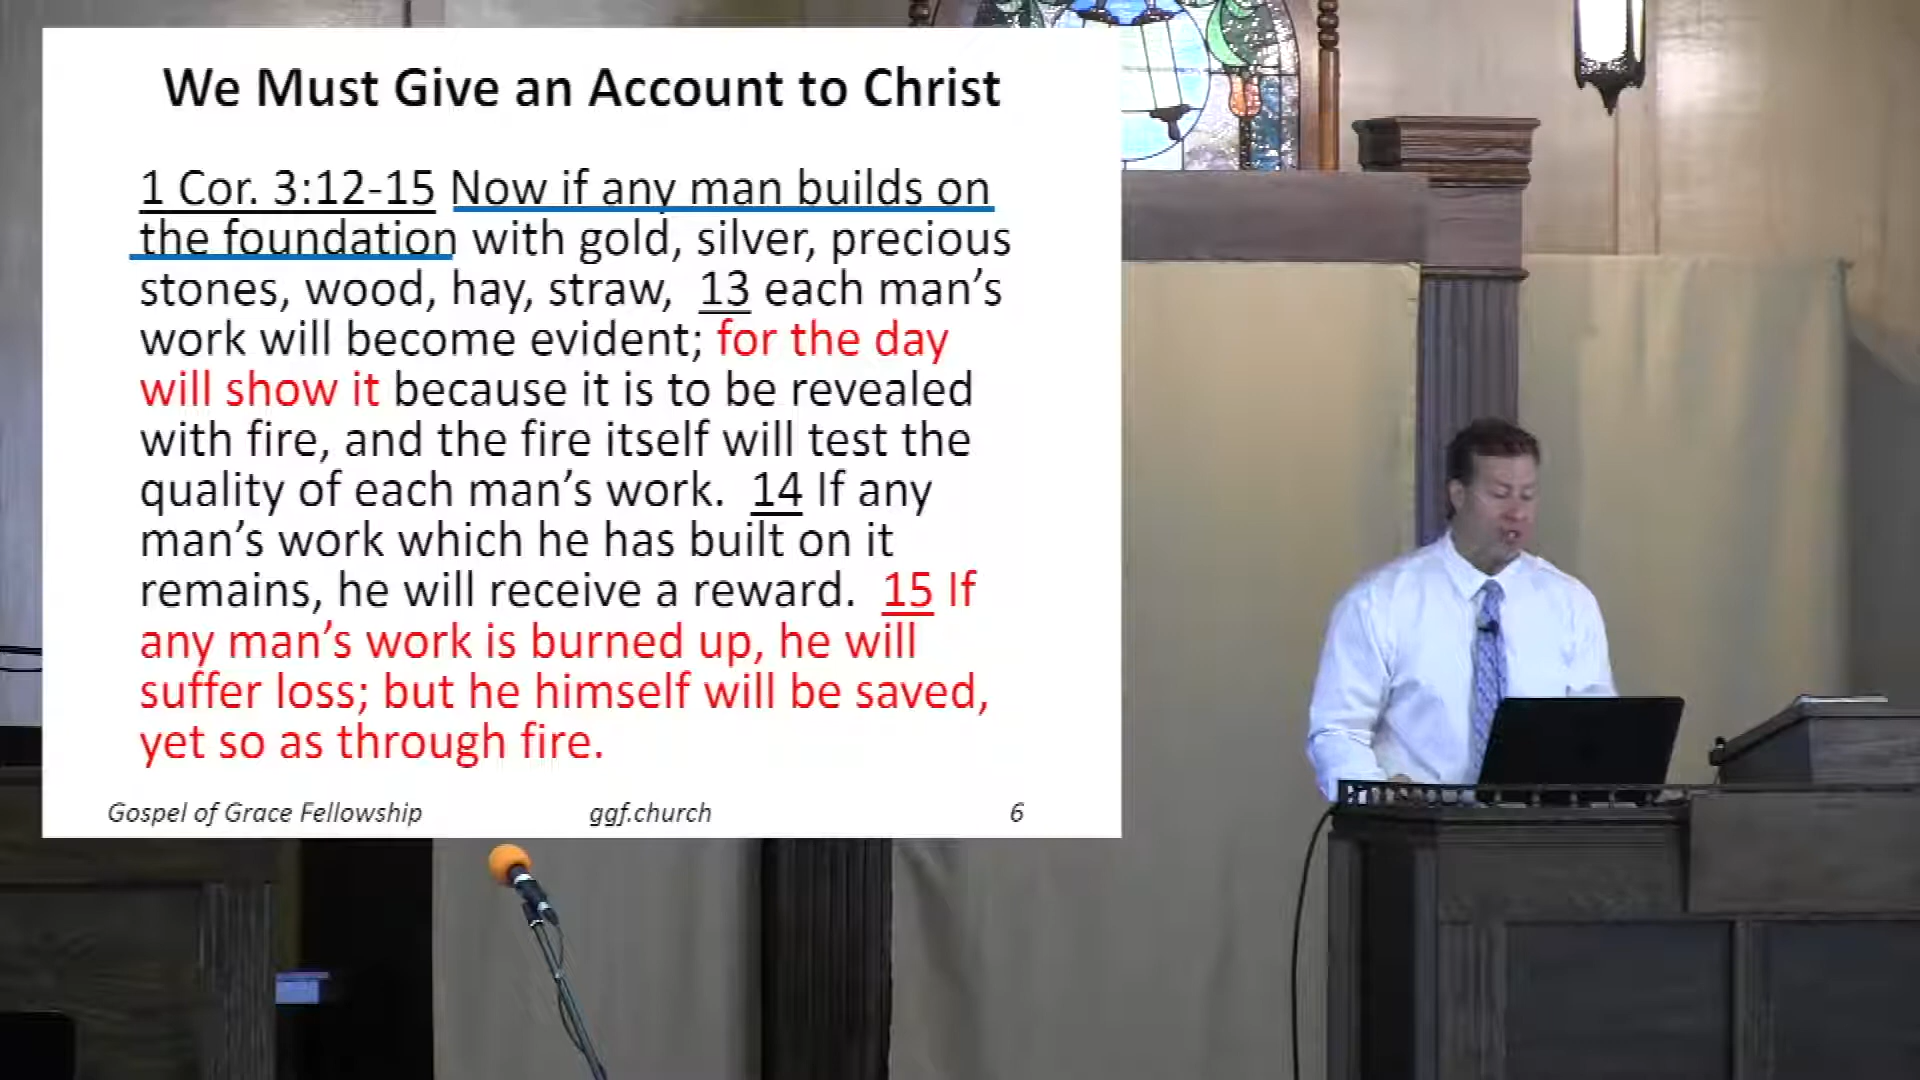 We Must Give an Account to Christ
1 Cor. 3:12-15 Now if any man builds on
the foundation with gold, silver, precious
stones, wood, hay, straw, 13 each man’s
work will become evident; for the day
will show it because it is to be revealed
with fire, and the fire itself will test the
quality of each man’s work. 14 If any
man’s work which he has built on it
remains, he will receive a reward. 15 If
any man’s work is burned up, he will
suffer loss; but he himself will be saved,
yet so as through fire.
Gospel of Grace Fellowship ggf.church 6